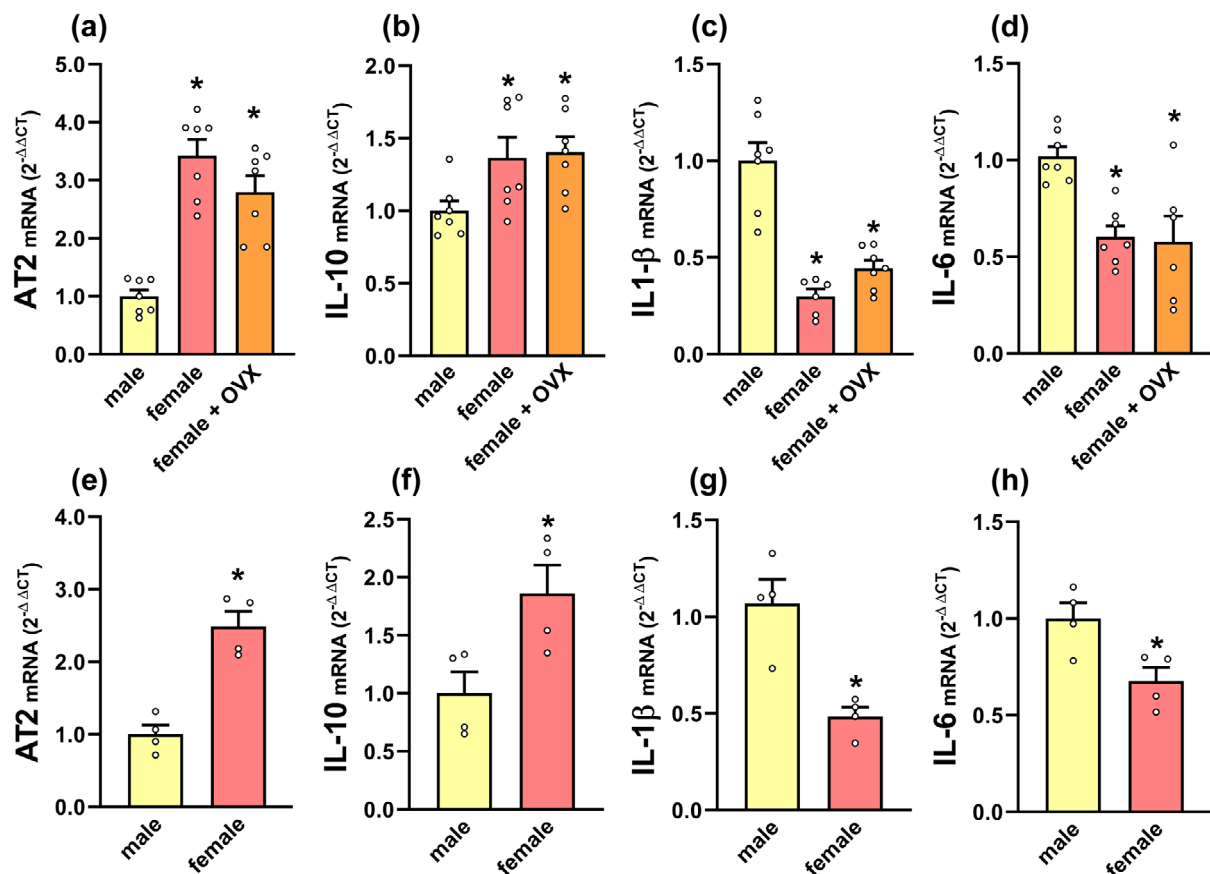 (a)
AT2 mRNA (2^-ΔΔCT)
5.0
4.0
3.0
2.0
1.0
0.0
*
*
male
female
female + OVX
(b)
IL-10 mRNA (2^-ΔΔCT)
2.0
1.5
1.0
0.5
0.0
*
*
male
female
female + OVX
(c)
IL1-β mRNA (2^-ΔΔCT)
1.5
1.0
0.5
0.0
*
*
male
female
female + OVX
(d)
IL-6 mRNA (2^-ΔΔCT)
1.5
1.0
0.5
0.0
*
*
male
female
female + OVX
(e)
AT2 mRNA (2^-ΔΔCT)
4.0
3.0
2.0
1.0
0.0
*
male
female
(f)
IL-10 mRNA (2^-ΔΔCT)
2.5
2.0
1.5
1.0
0.5
0.0
*
male
female
(g)
IL-1β mRNA (2^-ΔΔCT)
1.5
1.0
0.5
0.0
*
male
female
(h)
IL-6 mRNA (2^-ΔΔCT)
1.5
1.0
0.5
0.0
*
male
female